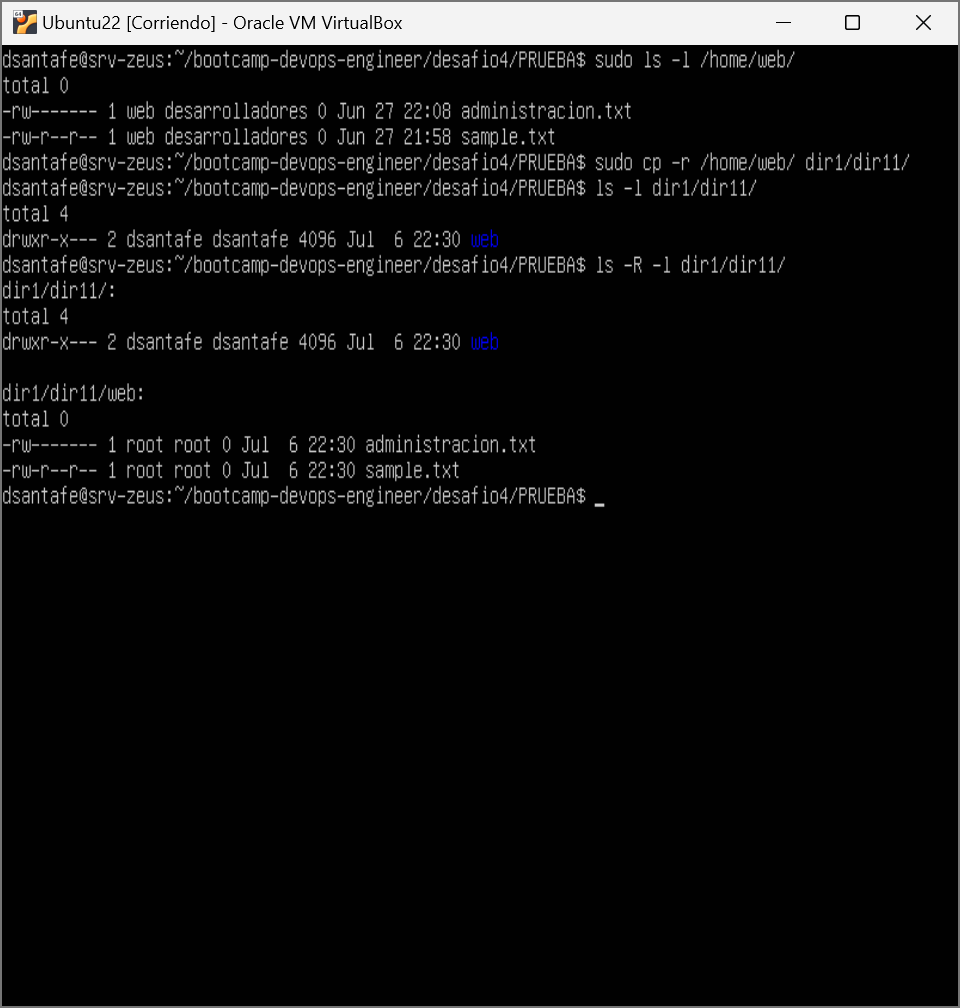 Ubuntu22 [Corriendo] - Oracle VM VirtualBox
dsantafe@srv-zeus:~/bootcamp-devops-engineer/desafio4/PRUEBA$ sudo ls -l /home/web/
total 0
-rw------- 1 web desarrolladores 0 Jun 27 22:08 administracion.txt
-rw-r--r-- 1 web desarrolladores 0 Jun 27 21:58 sample.txt
dsantafe@srv-zeus:~/bootcamp-devops-engineer/desafio4/PRUEBA$ sudo cp -r /home/web/ dir1/dir11/
dsantafe@srv-zeus:~/bootcamp-devops-engineer/desafio4/PRUEBA$ ls -l dir1/dir11/
total 4
drwxr-x--- 2 dsantafe dsantafe 4096 Jul  6 22:30 web
dsantafe@srv-zeus:~/bootcamp-devops-engineer/desafio4/PRUEBA$ ls -R -l dir1/dir11/
dir1/dir11/:
total 4
drwxr-x--- 2 dsantafe dsantafe 4096 Jul  6 22:30 web
dir1/dir11/web:
total 0
-rw------- 1 root root 0 Jul  6 22:30 administracion.txt
-rw-r--r-- 1 root root 0 Jul  6 22:30 sample.txt
dsantafe@srv-zeus:~/bootcamp-devops-engineer/desafio4/PRUEBA$ _